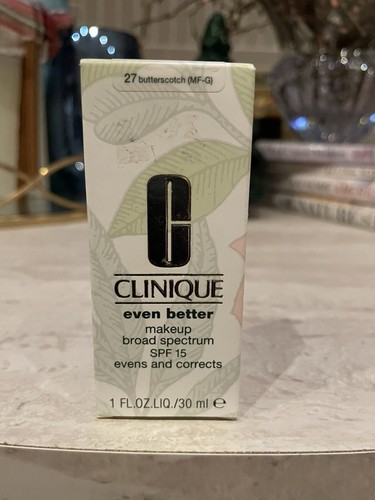 27 butterscotch (MF-G)
C
CLINIQUE
even better
makeup
broad spectrum
SPF 15
evens and corrects
1 FL.OZ.LIQ./30 ml ℮